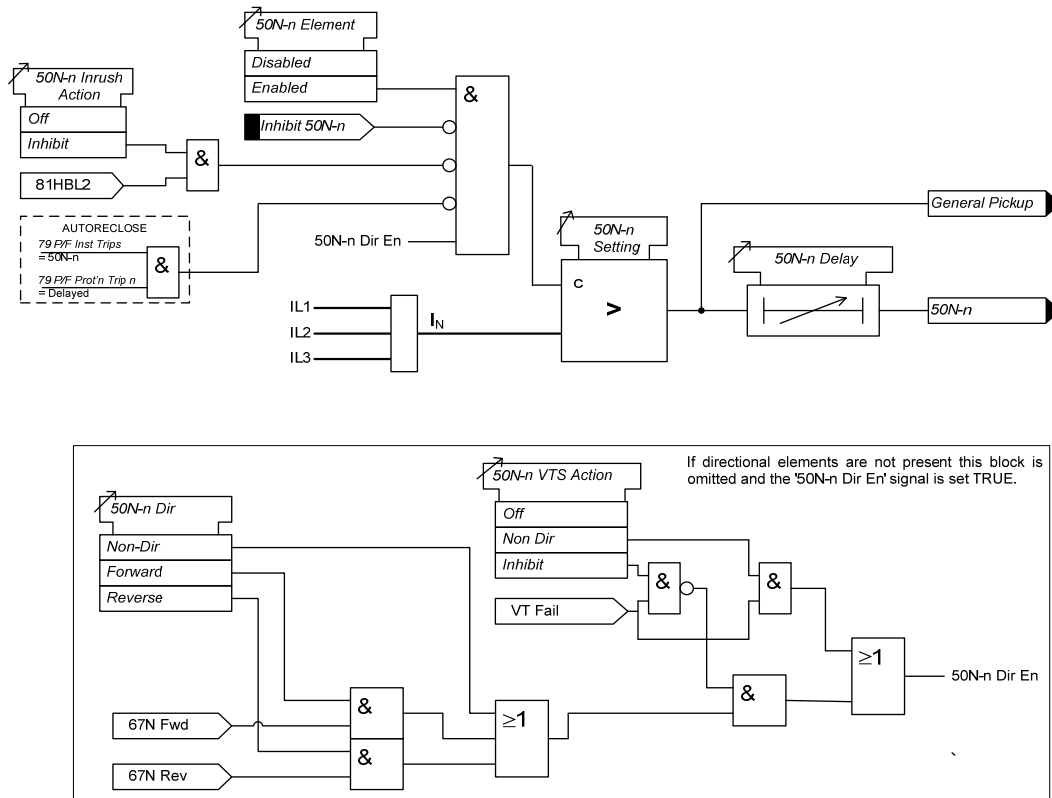 50N-n Element
Disabled
Enabled
&
50N-n Inrush
Action
Off
Inhibit
&
81HBL2
Inhibit 50N-n
AUTORECLOSE
79 P/F Inst Trips
= 50N-n
&
79 P/F Prot'n Trip n
= Delayed
50N-n Dir En
50N-n
Setting
c
>
General Pickup
50N-n Delay
50N-n
IL1
IL2
IL3
IN
If directional elements are not present this block is
omitted and the '50N-n Dir En' signal is set TRUE.
50N-n VTS Action
Off
Non Dir
Inhibit
&
&
VT Fail
50N-n Dir
Non-Dir
Forward
Reverse
≥1
50N-n Dir En
&
67N Fwd
&
≥1
67N Rev
&